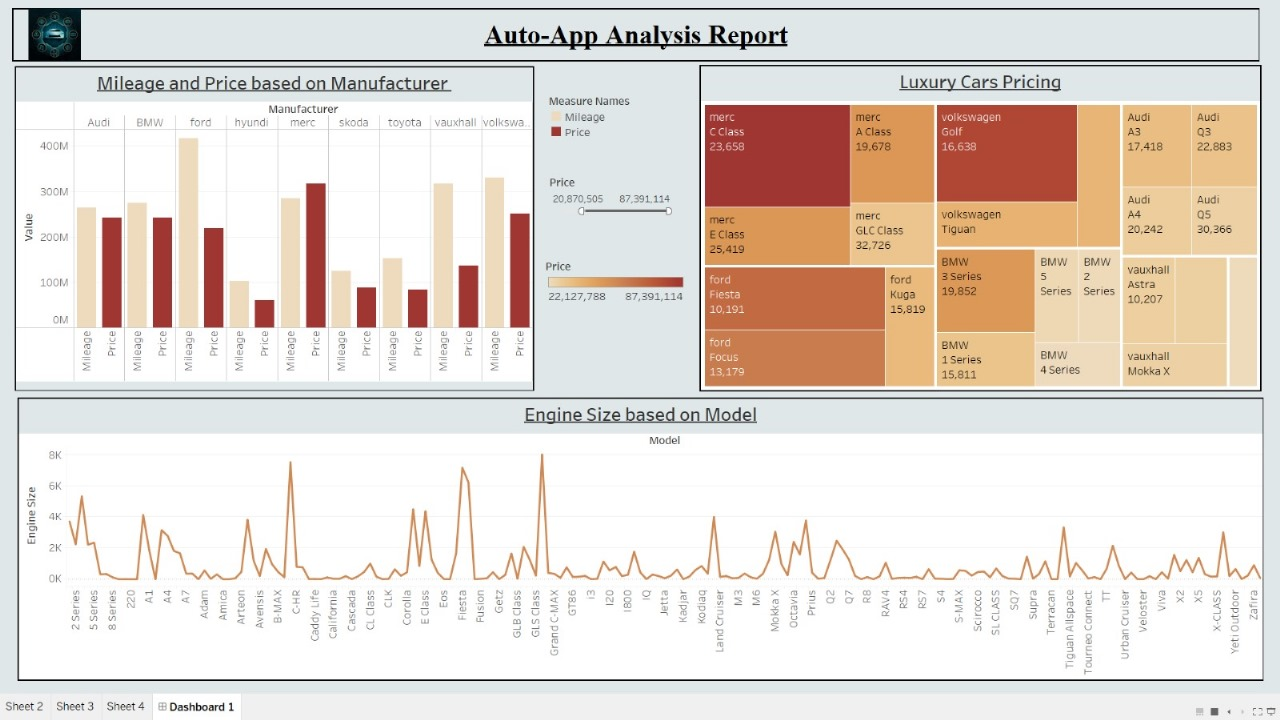 Auto-App Analysis Report
Mileage and Price based on Manufacturer
Manufacturer
Audi
BMW
ford
hyundi
merc
skoda
toyota
vauxhall
volkswa..
Value
400M
300M
200M
100M
0M
Mileage
Price
Mileage
Price
Mileage
Price
Mileage
Price
Mileage
Price
Mileage
Price
Mileage
Price
Mileage
Price
Mileage
Price
Measure Names
Mileage
Price
Price
20,870,505 87,391,114
Price
22,127,788 87,391,114
Luxury Cars Pricing
merc
C Class
23,658
merc
A Class
19,678
merc
E Class
25,419
merc
GLC Class
32,726
ford
Fiesta
10,191
ford
Focus
13,179
ford
Kuga
15,819
volkswagen
Golf
16,638
volkswagen
Tiguan
BMW
3 Series
19,852
BMW
1 Series
15,811
BMW
5
Series
BMW
2
Series
BMW
4 Series
Audi
A3
17,418
Audi
Q3
22,883
Audi
A4
20,242
Audi
Q5
30,366
vauxhall
Astra
10,207
vauxhall
Mokka X
Engine Size based on Model
Model
Engine Size
8K
6K
4K
2K
0K
2 Series
5 Series
8 Series
220
A1
A4
A7
Adam
Amica
Arteon
Avensis
B-MAX
C-HR
Caddy Life
California
Cascada
CL Class
CLK
Corolla
E Class
Eos
Fiesta
Fusion
Getz
GLB Class
GLS Class
Grand C-MAX
GT86
i3
I20
I800
IQ
Jetta
Kadjar
Kodiaq
Land Cruiser
M3
M6
Mokka X
Octavia
Prius
Q2
Q7
R8
RAV4
RS4
RS7
S4
S-MAX
Scirocco
SL CLASS
SQ7
Supra
Terracan
Tiguan Allspace
Tourneo Connect
TT
Urban Cruiser
Veloster
Viva
X2
X5
X-CLASS
Yeti Outdoor
Zafira
Sheet 2
Sheet 3
Sheet 4
Dashboard 1